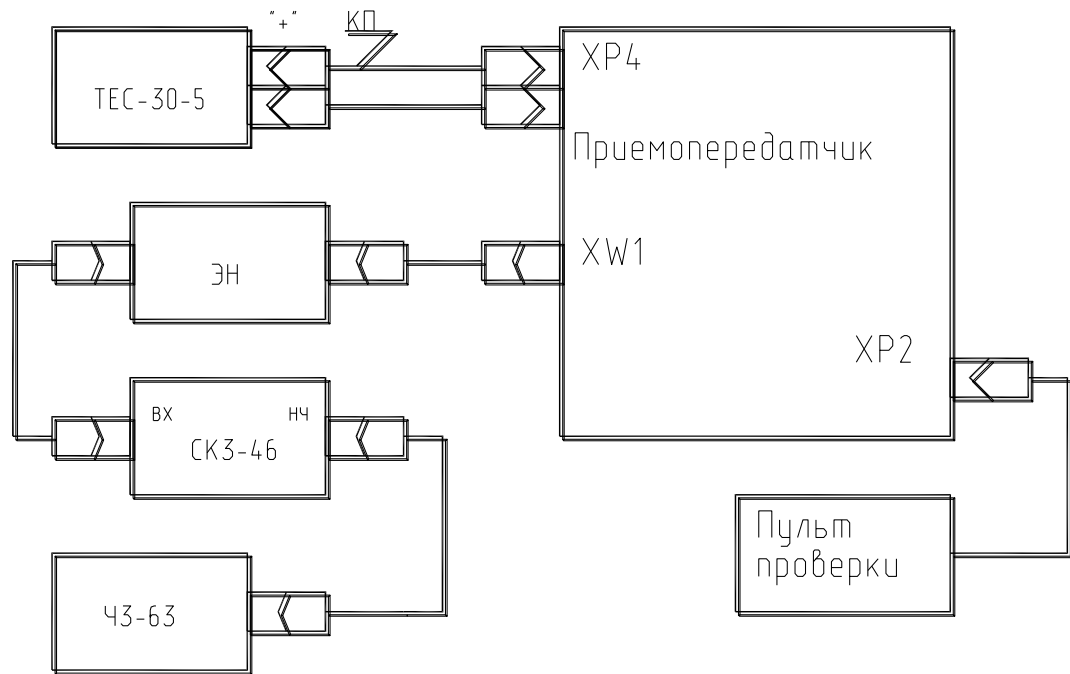 "+"
КП
ТЕС-30-5
ХР4
Приемопередатчик
ЭН
XW1
ХР2
ВХ
НЧ
СК3-46
Пульт
проверки
Ч3-63